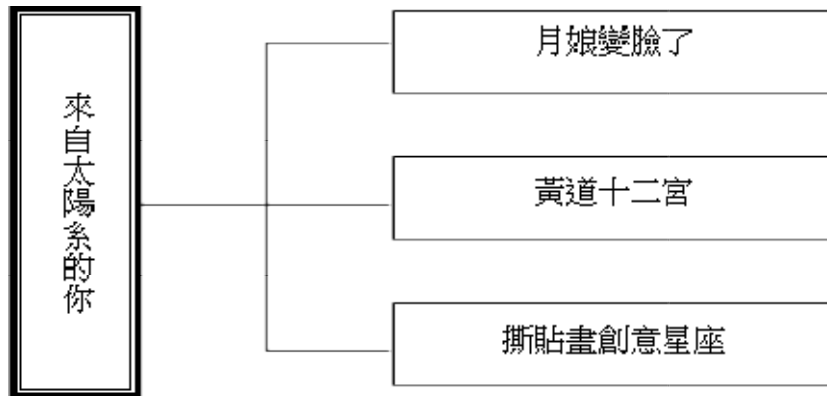 來自太陽系的你
月娘變臉了
黃道十二宮
撕貼畫創意星座